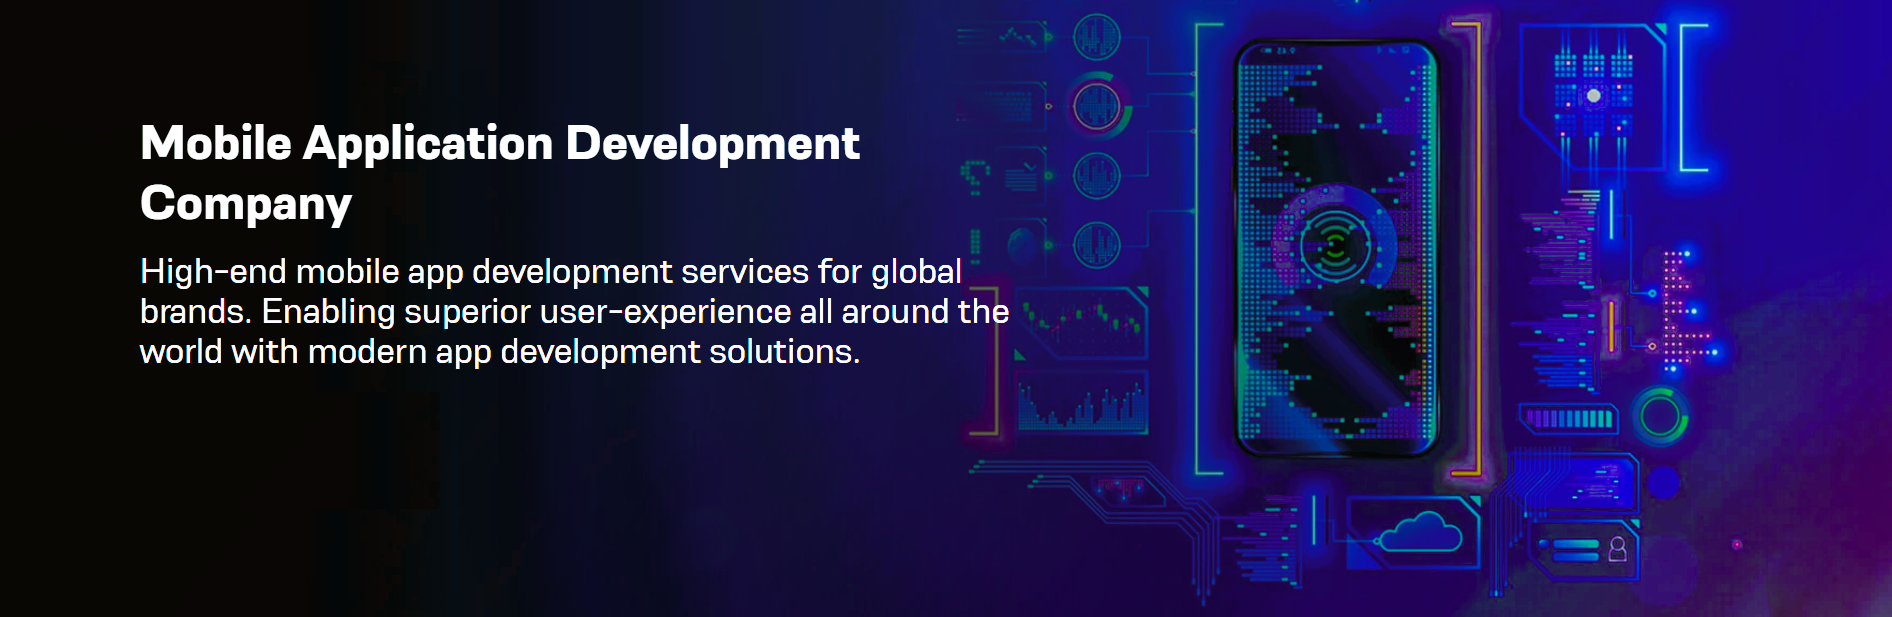 Mobile Application Development
Company
High-end mobile app development services for global
brands. Enabling superior user-experience all around the
world with modern app development solutions.